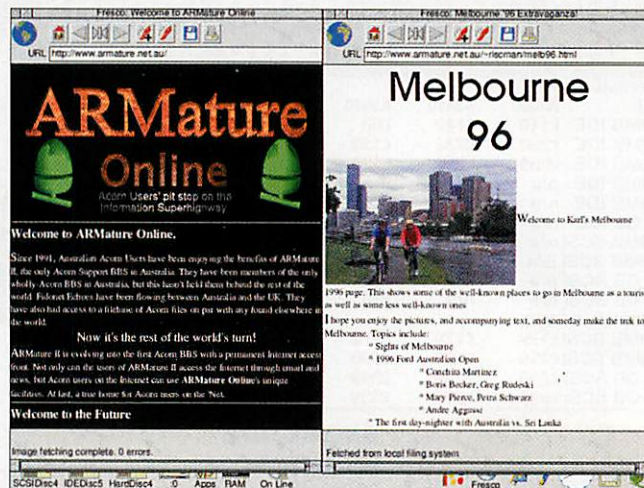 Fresco: Welcome to ARMature Online
URL http://www.armature.net.au/
ARMature
Online
Acorn Users' pit stop on the
Information Superhighway
Welcome to ARMature Online.
Since 1991, Australian Acorn Users have been enjoying the benefits of ARMature
II, the only Acorn Support BBS in Australia. They have been members of the only
wholly Acorn BBS in Australia, but this hasn't held them behind the rest of the
world. Fidonet Echoes have been flowing between Australia and the UK. They
have also had access to a filebase of Acorn files on par with any found elsewhere in
the world.
Now it's the rest of the world's turn!
ARMature II is evolving into the first Acorn BBS with a permanent Internet access
front. Not only can the users of ARMature II access the Internet through email and
news, but Acorn users on the Internet can use ARMature Online's unique
facilities. At last, a true home for Acorn users on the 'Net.
Welcome to the Future
Image fetching complete. 0 errors.
Fresco: Melbourne '96 Extravaganza!
URL http://www.armature.net.au/~riscman/melb96.html
Melbourne
96
Welcome to Karl's Melbourne
1996 page. This shows some of the well-known places to go in Melbourne as a tourist
as well as some less well-known ones
I hope you enjoy the pictures, and accompanying text, and someday make the trek to
Melbourne. Topics include:
* Sights of Melbourne
* 1996 Ford Australian Open
* Conchita Martinez
* Boris Becker, Greg Rudeski
* Mary Pierce, Petra Schwarz
* Andre Aggassi
* The first day-nighter with Australia vs. Sri Lanka
Fetched from local filing system
SCSIDisc4 IDEDisc5 HardDisc4 :0 Apps RAM On Line Fresco